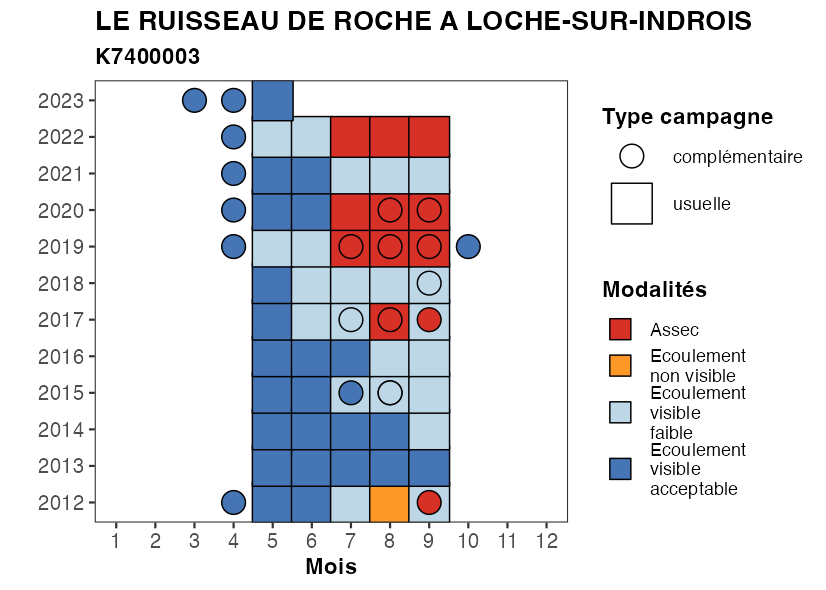 LE RUISSEAU DE ROCHE A LOCHE-SUR-INDROIS
K7400003
2023
2022
2021
2020
2019
2018
2017
2016
2015
2014
2013
2012
1 2 3 4 5 6 7 8 9 10 11 12
Mois
Type campagne
complémentaire
usuelle
Modalités
Assec
Ecoulement
non visible
Ecoulement
visible
faible
Ecoulement
visible
acceptable